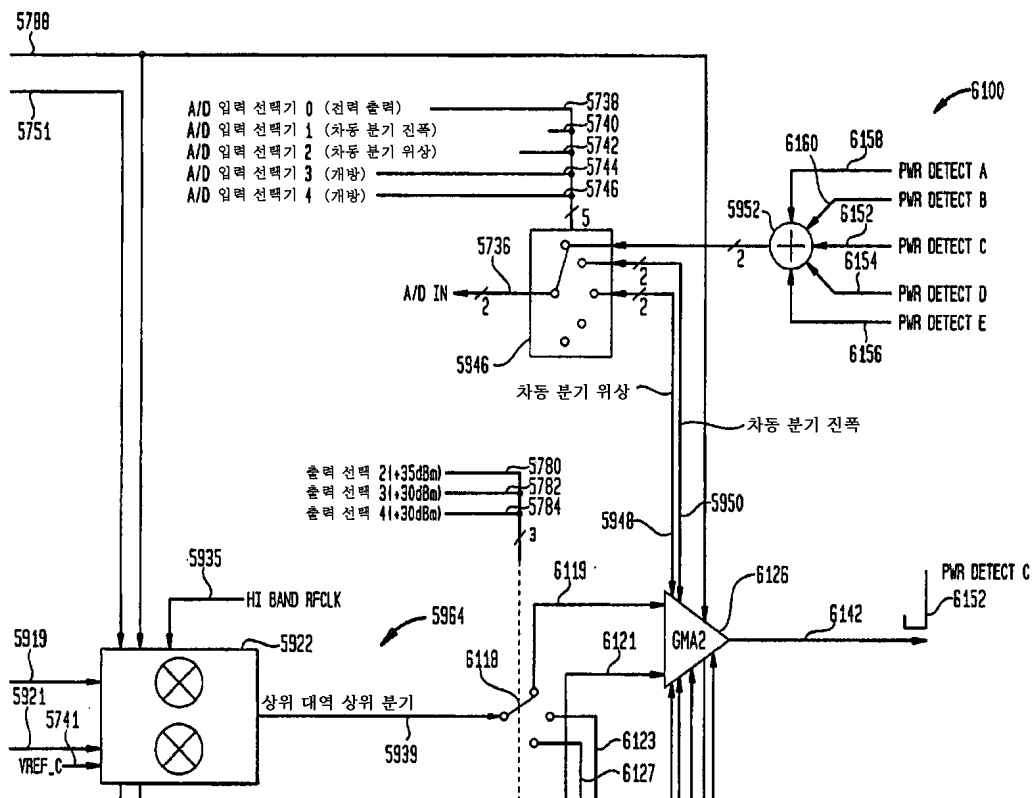 5788
5751
A/D 입력 선택기 0 (전력 출력)
A/D 입력 선택기 1 (차동 분기 진폭)
A/D 입력 선택기 2 (차동 분기 위상)
A/D 입력 선택기 3 (개방)
A/D 입력 선택기 4 (개방)
5738
5740
5742
5744
5746
5
6100
6158
6160
PWR DETECT A
PWR DETECT B
5952
6152
PWR DETECT C
6154
PWR DETECT D
PWR DETECT E
6156
2
5736
A/D IN
2
2
2
5946
차동 분기 위상
차동 분기 진폭
출력 선택 2(+35dBm)
출력 선택 3(+30dBm)
출력 선택 4(+30dBm)
5780
5782
5784
3
5948
5950
5935
HI BAND RFCLK
5964
6119
6126
PWR DETECT C
6152
5919
5922
6118
6121
GMA2
6142
5921
5741
VREF_C
상위 대역 상위 분기
5939
6123
6127